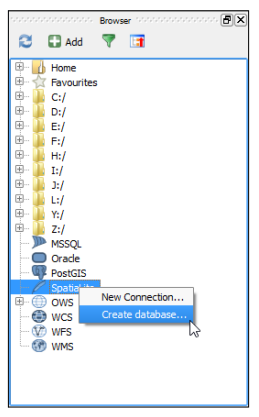 Browser
Add
Home
Favourites
C:/
D:/
E:/
F:/
H:/
I:/
J:/
L:/
Y:/
Z:/
MSSQL
Oracle
PostGIS
SpatiaLite
New Connection...
OWS
Create database...
WCS
WFS
WMS